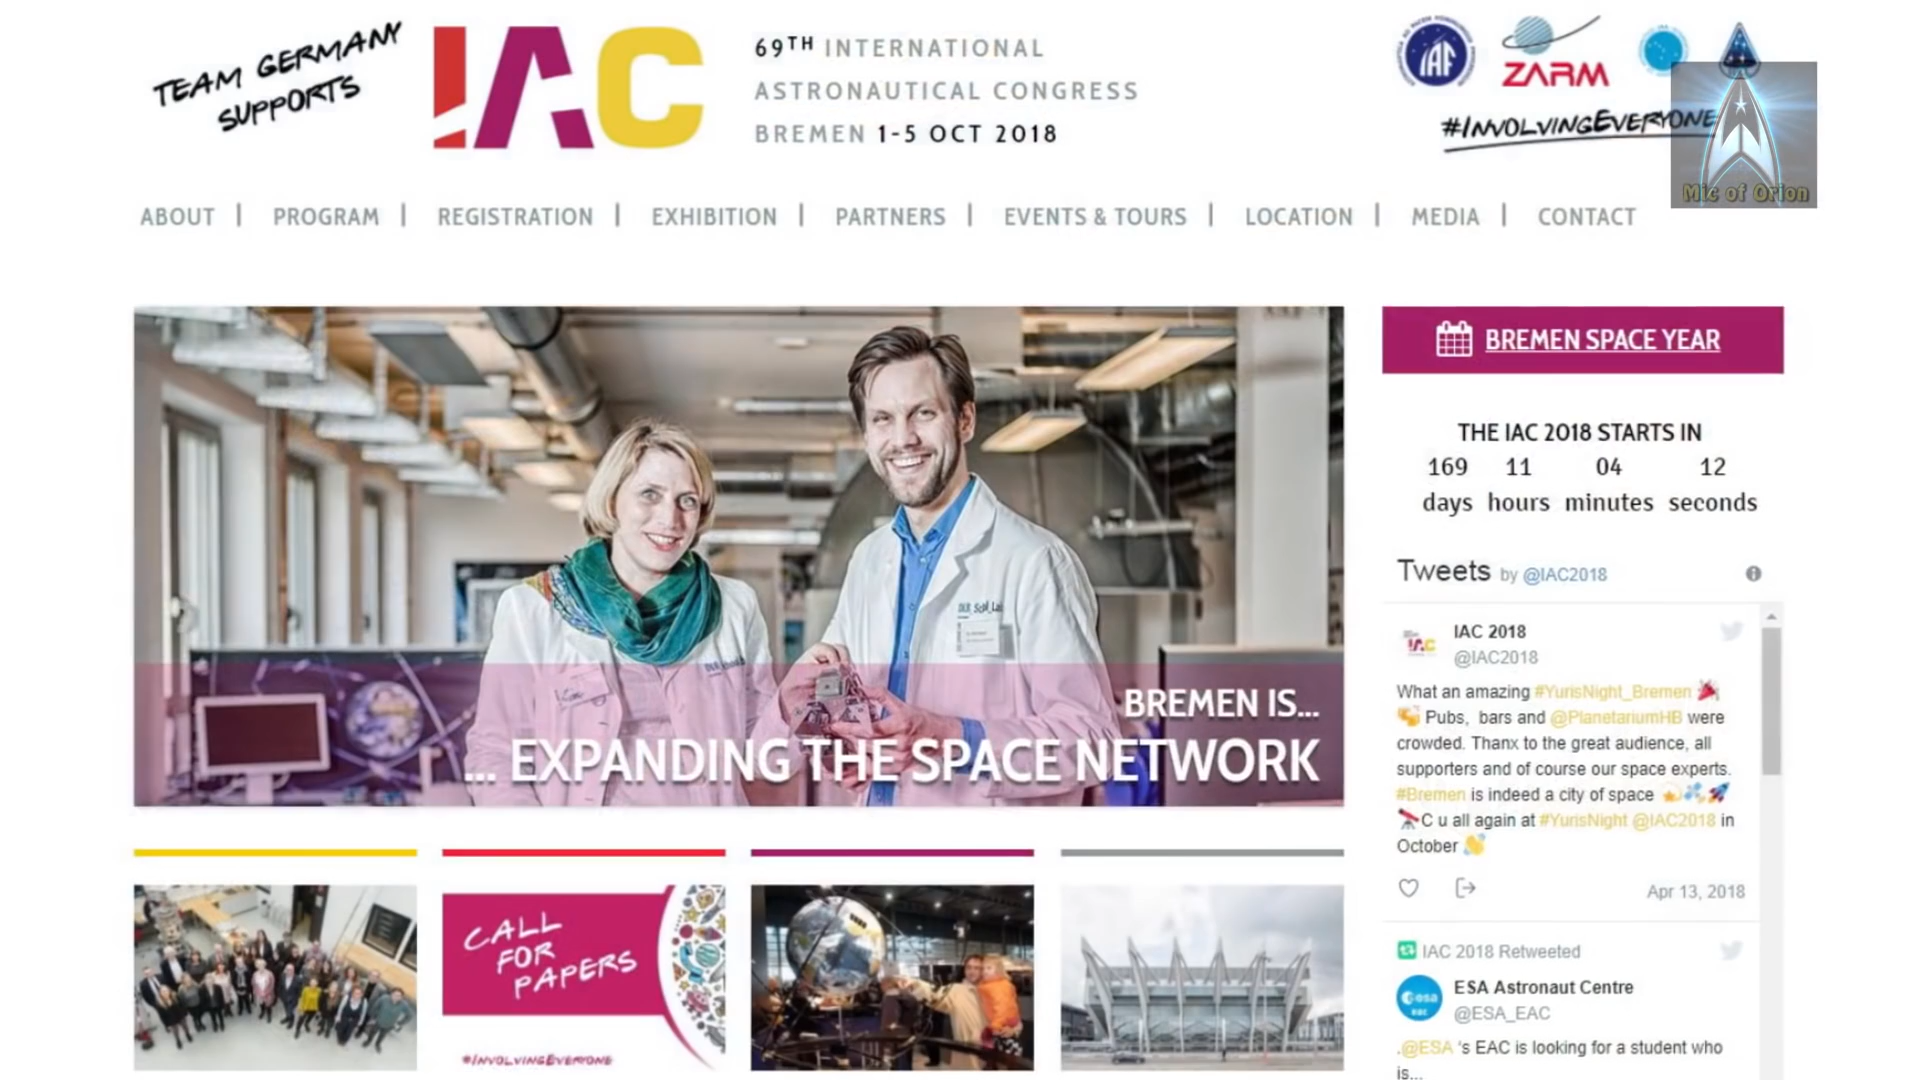 TEAM GERMANY
SUPPORTS
IAC
69TH INTERNATIONAL
ASTRONAUTICAL CONGRESS
BREMEN 1-5 OCT 2018
IAF
ZARM
#INVOLVINGEVERYONE
Mic of Orion
ABOUT | PROGRAM | REGISTRATION | EXHIBITION | PARTNERS | EVENTS & TOURS | LOCATION | MEDIA | CONTACT
BREMEN IS...
... EXPANDING THE SPACE NETWORK
CALL
FOR
PAPERS
#INVOLVINGEVERYONE
BREMEN SPACE YEAR
THE IAC 2018 STARTS IN
169 11 04 12
days hours minutes seconds
Tweets by @IAC2018
IAC
IAC 2018
@IAC2018
What an amazing #YurisNight_Bremen 🎉
🍻 Pubs, bars and @PlanetariumHB were
crowded. Thanx to the great audience, all
supporters and of course our space experts.
#Bremen is indeed a city of space 💫💦🚀
🔭C u all again at #YurisNight @IAC2018 in
October 👏
Apr 13, 2018
IAC 2018 Retweeted
esa
EAC
ESA Astronaut Centre
@ESA_EAC
.@ESA 's EAC is looking for a student who
is...